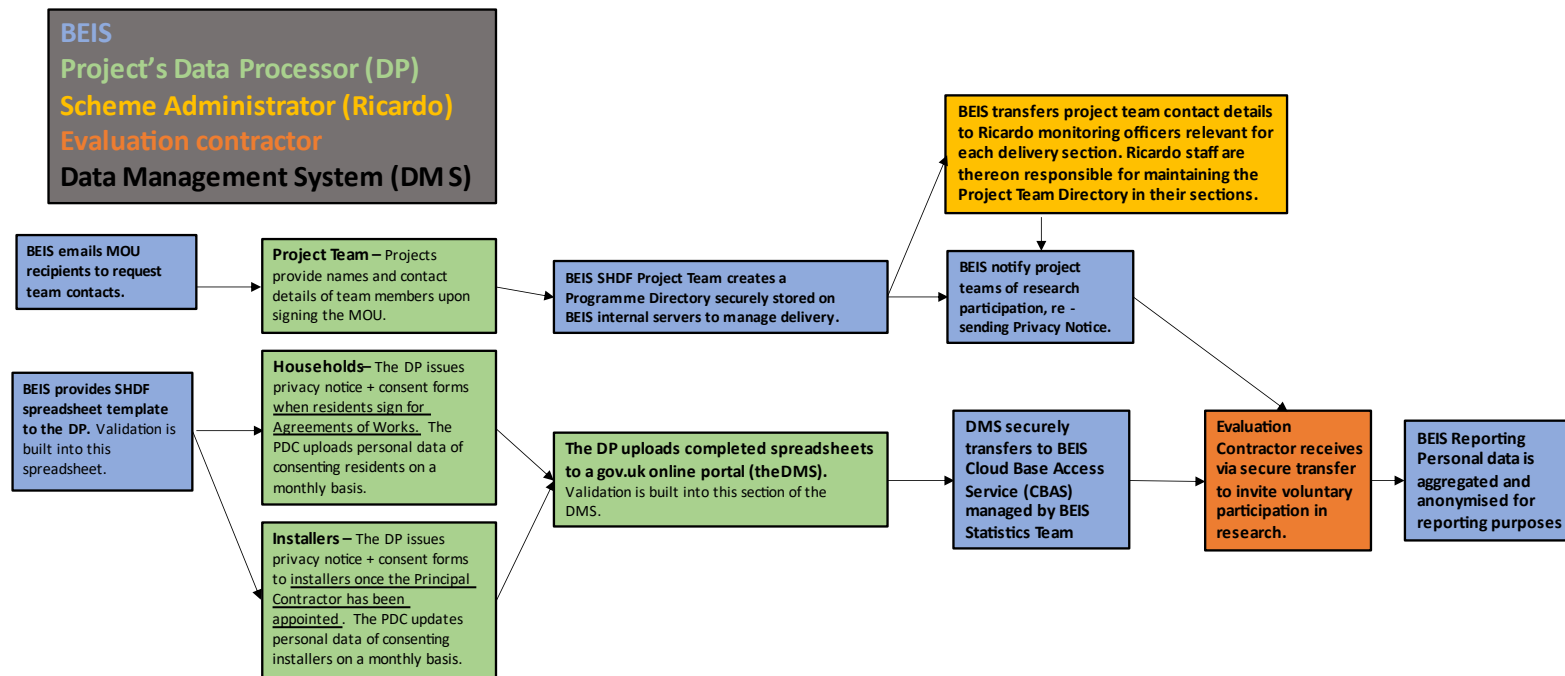 BEIS
Project's Data Processor (DP)
Scheme Administrator (Ricardo)
Evaluation contractor
Data Management System (DMS)
BEIS transfers project team contact details
to Ricardo monitoring officers relevant for
each delivery section. Ricardo staff are
thereon responsible for maintaining the
Project Team Directory in their sections.
BEIS emails MOU
recipients to request
team contacts.
Project Team – Projects
provide names and contact
details of team members upon
signing the MOU.
BEIS SHDF Project Team creates a
Programme Directory securely stored on
BEIS internal servers to manage delivery.
BEIS notify project
teams of research
participation, re -
sending Privacy Notice.
BEIS provides SHDF
spreadsheet template
to the DP. Validation is
built into this
spreadsheet.
Households– The DP issues
privacy notice + consent forms
when residents sign for
Agreements of Works. The
PDC uploads personal data of
consenting residents on a
monthly basis.
Installers – The DP issues
privacy notice + consent forms
to installers once the Principal
Contractor has been
appointed . The PDC updates
personal data of consenting
installers on a monthly basis.
The DP uploads completed spreadsheets
to a gov.uk online portal (theDMS).
Validation is built into this section of the
DMS.
DMS securely
transfers to BEIS
Cloud Base Access
Service (CBAS)
managed by BEIS
Statistics Team
Evaluation
Contractor receives
via secure transfer
to invite voluntary
participation in
research.
BEIS Reporting
Personal data is
aggregated and
anonymised for
reporting purposes